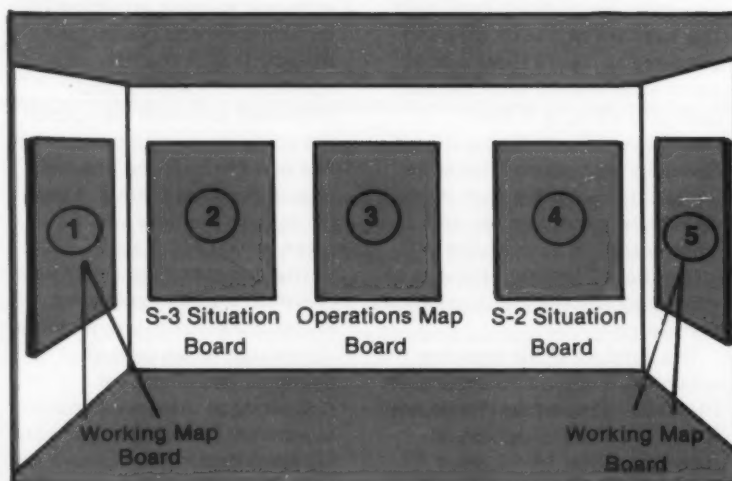 1
2
3
4
5
S-3 Situation
Board
Operations Map
Board
S-2 Situation
Board
Working Map
Board
Working Map
Board